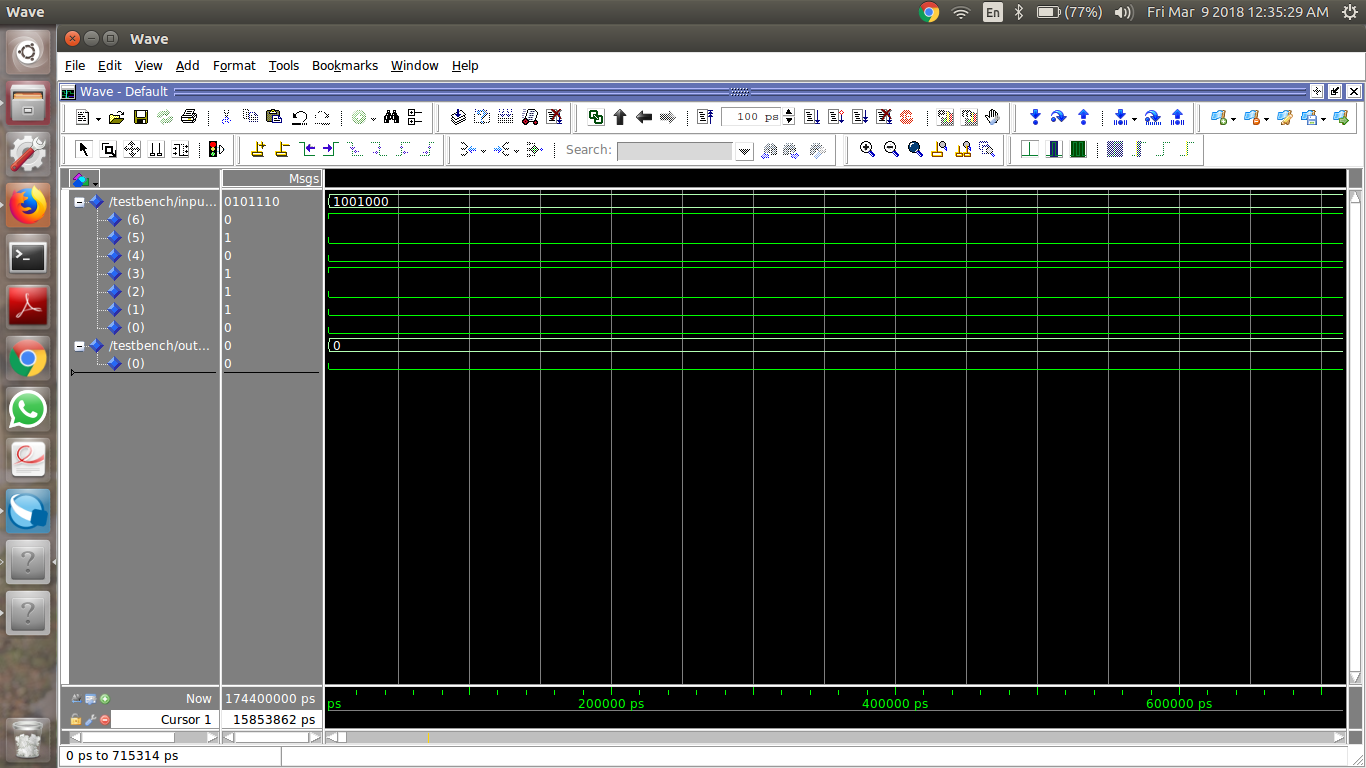 Wave
En
(77%)
Fri Mar 9 2018 12:35:29 AM
Wave
File Edit View Add Format Tools Bookmarks Window Help
Wave - Default
100 ps
Search:
Msgs
/testbench/inpu... 0101110 1001000
(6) 0
(5) 1
(4) 0
(3) 1
(2) 1
(1) 1
(0) 0
/testbench/out... 0 0
(0) 0
Now 174400000 ps ps 200000 ps 400000 ps 600000 ps
Cursor 1 15853862 ps
0 ps to 715314 ps